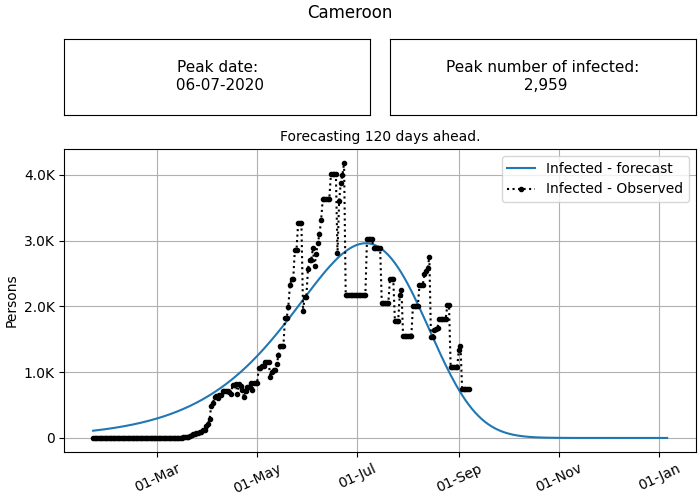 Cameroon
Peak date:
06-07-2020
Peak number of infected:
2,959
Forecasting 120 days ahead.
Infected - forecast
Infected - Observed
4.0K
3.0K
2.0K
1.0K
0
Persons
01-Mar
01-May
01-Jul
01-Sep
01-Nov
01-Jan